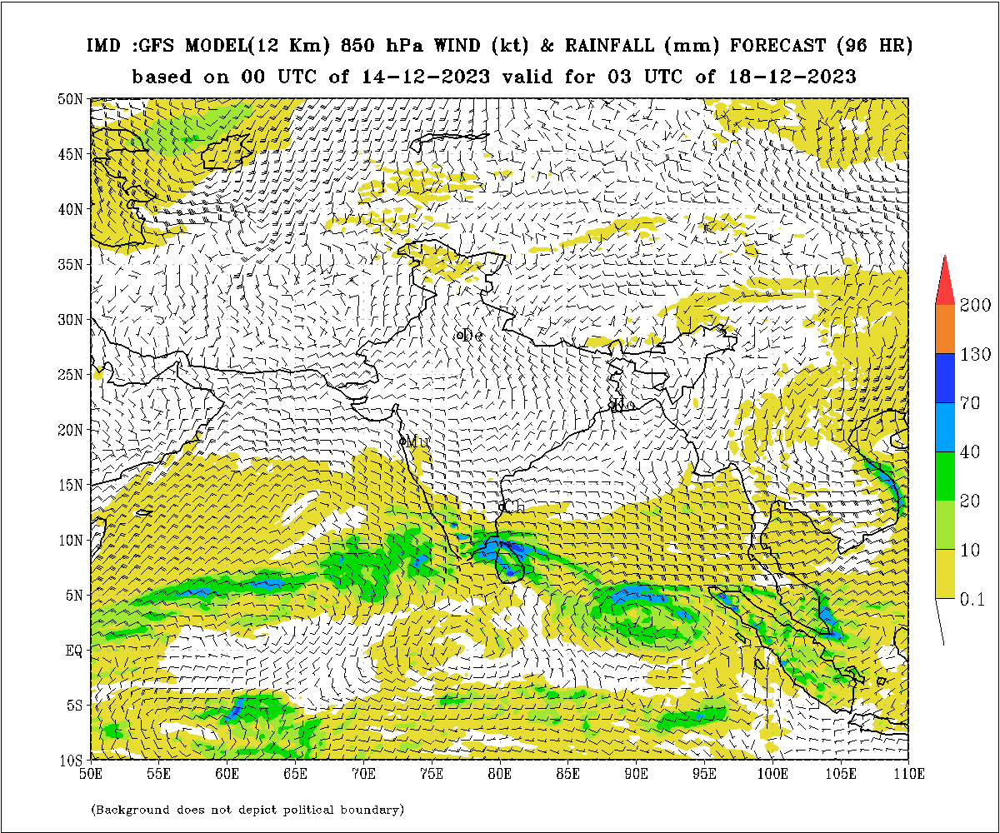 IMD :GFS MODEL(12 Km) 850 hPa WIND (kt) & RAINFALL (mm) FORECAST (96 HR)
based on 00 UTC of 14-12-2023 valid for 03 UTC of 18-12-2023
50N
45N
40N
35N
30N
25N
20N
15N
10N
5N
EQ
5S
10S
De
Ko
Mu
Ch
200
130
70
40
20
10
0.1
50E 55E 60E 65E 70E 75E 80E 85E 90E 95E 100E 105E 110E
(Background does not depict political boundary)